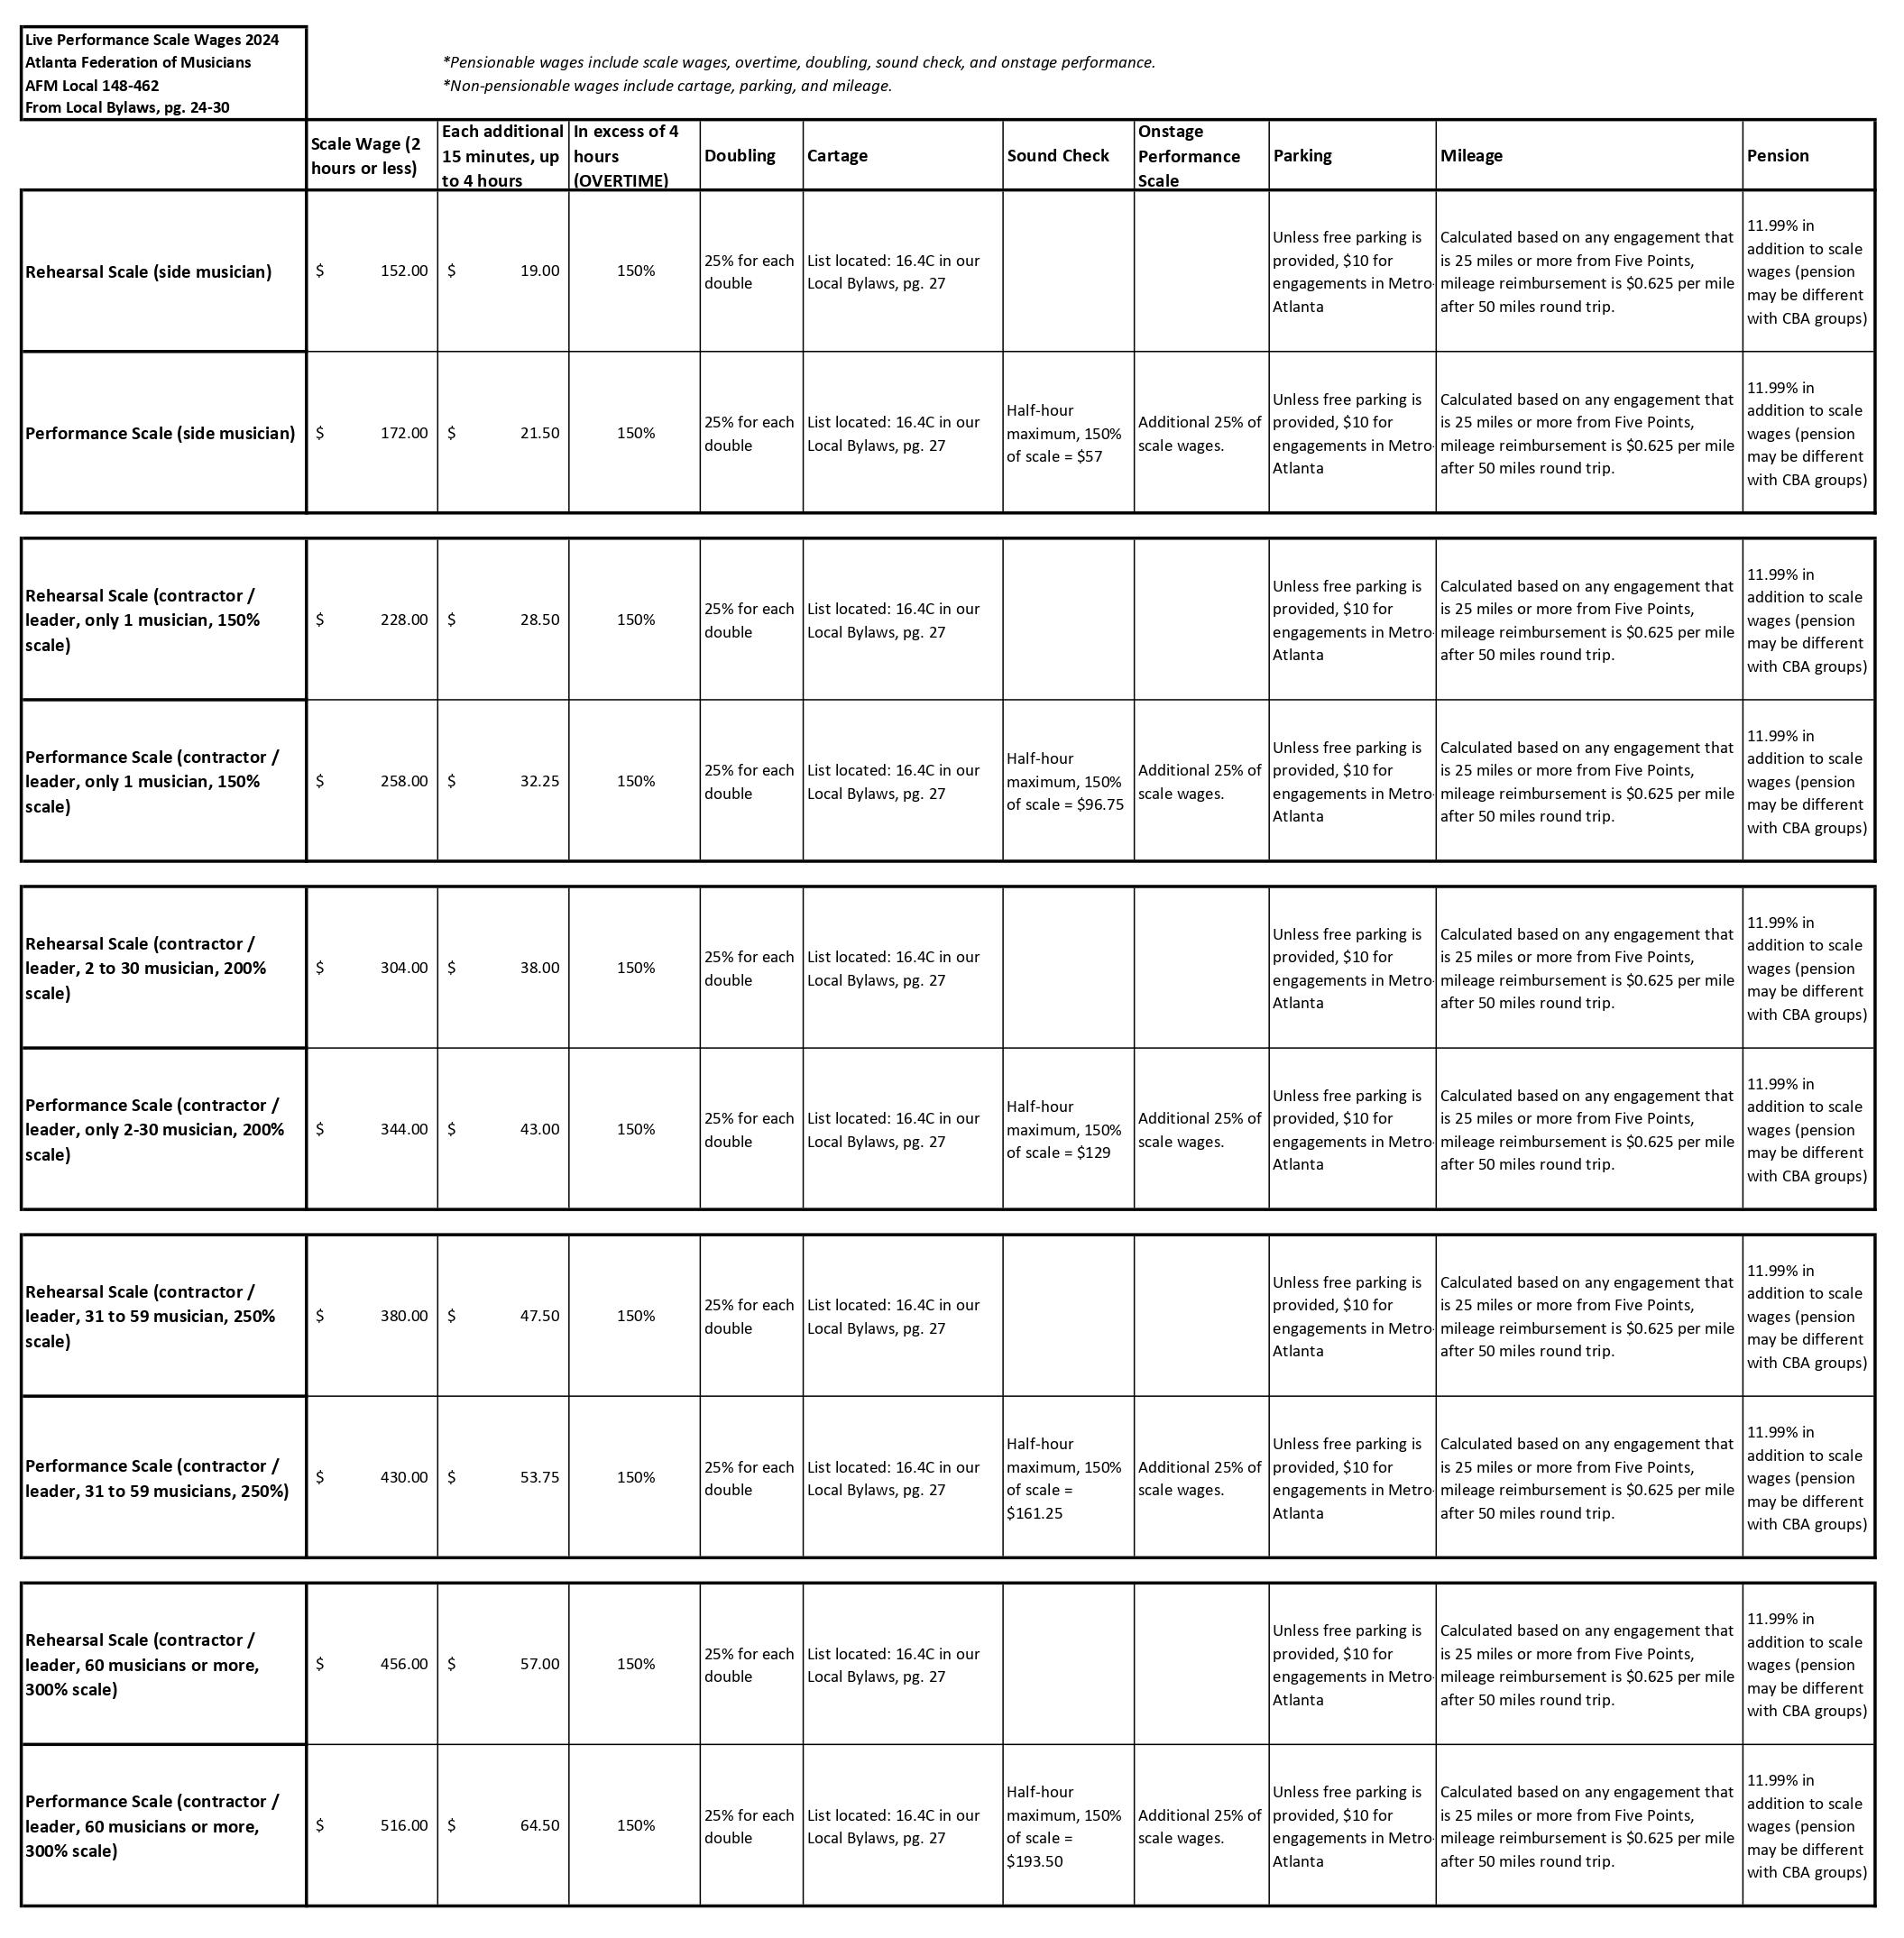 Live Performance Scale Wages 2024
Atlanta Federation of Musicians
AFM Local 148-462
From Local Bylaws, pg. 24-30
*Pensionable wages include scale wages, overtime, doubling, sound check, and onstage performance.
*Non-pensionable wages include cartage, parking, and mileage.
Scale Wage (2
hours or less)
Each additional
15 minutes, up
to 4 hours
In excess of 4
hours
(OVERTIME)
Doubling
Cartage
Sound Check
Onstage
Performance
Scale
Parking
Mileage
Pension
Rehearsal Scale (side musician)
$ 152.00
$ 19.00
150%
25% for each
double
List located: 16.4C in our
Local Bylaws, pg. 27
Unless free parking is
provided, $10 for
engagements in Metro-
Atlanta
Calculated based on any engagement that
is 25 miles or more from Five Points,
mileage reimbursement is $0.625 per mile
after 50 miles round trip.
11.99% in
addition to scale
wages (pension
may be different
with CBA groups)
Performance Scale (side musician)
$ 172.00
$ 21.50
150%
25% for each
double
List located: 16.4C in our
Local Bylaws, pg. 27
Half-hour
maximum, 150%
of scale = $57
Additional 25% of
scale wages.
Unless free parking is
provided, $10 for
engagements in Metro-
Atlanta
Calculated based on any engagement that
is 25 miles or more from Five Points,
mileage reimbursement is $0.625 per mile
after 50 miles round trip.
11.99% in
addition to scale
wages (pension
may be different
with CBA groups)
Rehearsal Scale (contractor /
leader, only 1 musician, 150%
scale)
$ 228.00
$ 28.50
150%
25% for each
double
List located: 16.4C in our
Local Bylaws, pg. 27
Unless free parking is
provided, $10 for
engagements in Metro-
Atlanta
Calculated based on any engagement that
is 25 miles or more from Five Points,
mileage reimbursement is $0.625 per mile
after 50 miles round trip.
11.99% in
addition to scale
wages (pension
may be different
with CBA groups)
Performance Scale (contractor /
leader, only 1 musician, 150%
scale)
$ 258.00
$ 32.25
150%
25% for each
double
List located: 16.4C in our
Local Bylaws, pg. 27
Half-hour
maximum, 150%
of scale = $96.75
Additional 25% of
scale wages.
Unless free parking is
provided, $10 for
engagements in Metro-
Atlanta
Calculated based on any engagement that
is 25 miles or more from Five Points,
mileage reimbursement is $0.625 per mile
after 50 miles round trip.
11.99% in
addition to scale
wages (pension
may be different
with CBA groups)
Rehearsal Scale (contractor /
leader, 2 to 30 musician, 200%
scale)
$ 304.00
$ 38.00
150%
25% for each
double
List located: 16.4C in our
Local Bylaws, pg. 27
Unless free parking is
provided, $10 for
engagements in Metro-
Atlanta
Calculated based on any engagement that
is 25 miles or more from Five Points,
mileage reimbursement is $0.625 per mile
after 50 miles round trip.
11.99% in
addition to scale
wages (pension
may be different
with CBA groups)
Performance Scale (contractor /
leader, only 2-30 musician, 200%
scale)
$ 344.00
$ 43.00
150%
25% for each
double
List located: 16.4C in our
Local Bylaws, pg. 27
Half-hour
maximum, 150%
of scale = $129
Additional 25% of
scale wages.
Unless free parking is
provided, $10 for
engagements in Metro-
Atlanta
Calculated based on any engagement that
is 25 miles or more from Five Points,
mileage reimbursement is $0.625 per mile
after 50 miles round trip.
11.99% in
addition to scale
wages (pension
may be different
with CBA groups)
Rehearsal Scale (contractor /
leader, 31 to 59 musician, 250%
scale)
$ 380.00
$ 47.50
150%
25% for each
double
List located: 16.4C in our
Local Bylaws, pg. 27
Unless free parking is
provided, $10 for
engagements in Metro-
Atlanta
Calculated based on any engagement that
is 25 miles or more from Five Points,
mileage reimbursement is $0.625 per mile
after 50 miles round trip.
11.99% in
addition to scale
wages (pension
may be different
with CBA groups)
Performance Scale (contractor /
leader, 31 to 59 musicians, 250%)
$ 430.00
$ 53.75
150%
25% for each
double
List located: 16.4C in our
Local Bylaws, pg. 27
Half-hour
maximum, 150%
of scale =
$161.25
Additional 25% of
scale wages.
Unless free parking is
provided, $10 for
engagements in Metro-
Atlanta
Calculated based on any engagement that
is 25 miles or more from Five Points,
mileage reimbursement is $0.625 per mile
after 50 miles round trip.
11.99% in
addition to scale
wages (pension
may be different
with CBA groups)
Rehearsal Scale (contractor /
leader, 60 musicians or more,
300% scale)
$ 456.00
$ 57.00
150%
25% for each
double
List located: 16.4C in our
Local Bylaws, pg. 27
Unless free parking is
provided, $10 for
engagements in Metro-
Atlanta
Calculated based on any engagement that
is 25 miles or more from Five Points,
mileage reimbursement is $0.625 per mile
after 50 miles round trip.
11.99% in
addition to scale
wages (pension
may be different
with CBA groups)
Performance Scale (contractor /
leader, 60 musicians or more,
300% scale)
$ 516.00
$ 64.50
150%
25% for each
double
List located: 16.4C in our
Local Bylaws, pg. 27
Half-hour
maximum, 150%
of scale =
$193.50
Additional 25% of
scale wages.
Unless free parking is
provided, $10 for
engagements in Metro-
Atlanta
Calculated based on any engagement that
is 25 miles or more from Five Points,
mileage reimbursement is $0.625 per mile
after 50 miles round trip.
11.99% in
addition to scale
wages (pension
may be different
with CBA groups)